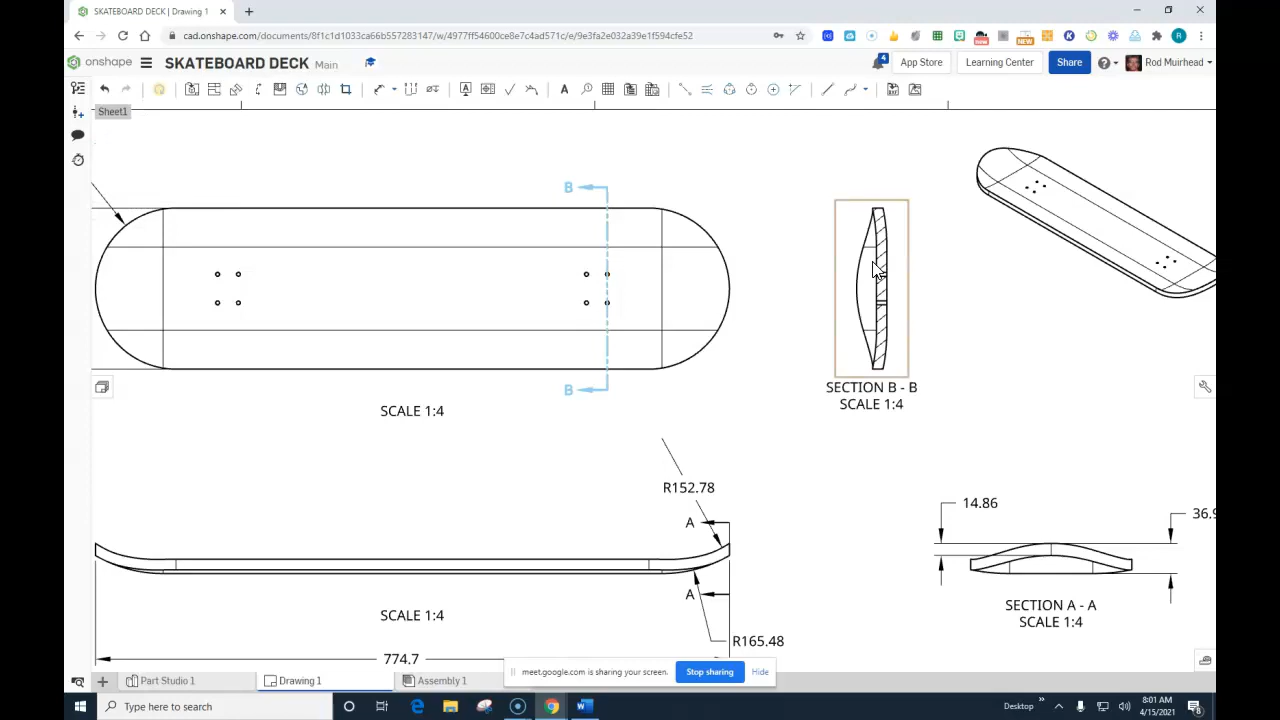 SKATEBOARD DECK | Drawing 1
cad.onshape.com/documents/8f1c1d1033ca66b557283147/w/4977ff54600ce8e7c4ad571c/e/9e3fa2e032a39e1f594cfe52
R
onshape
SKATEBOARD DECK Main
4
App Store
Learning Center
Share
Rod Muirhead
Sheet1
B
B
SCALE 1:4
SECTION B - B
SCALE 1:4
R152.78
A
A
R165.48
SCALE 1:4
774.7
14.86
36.9
SECTION A - A
SCALE 1:4
meet.google.com is sharing your screen.
Stop sharing
Hide
Part Studio 1
Drawing 1
Assembly 1
Type here to search
Desktop
8:01 AM
4/15/2021